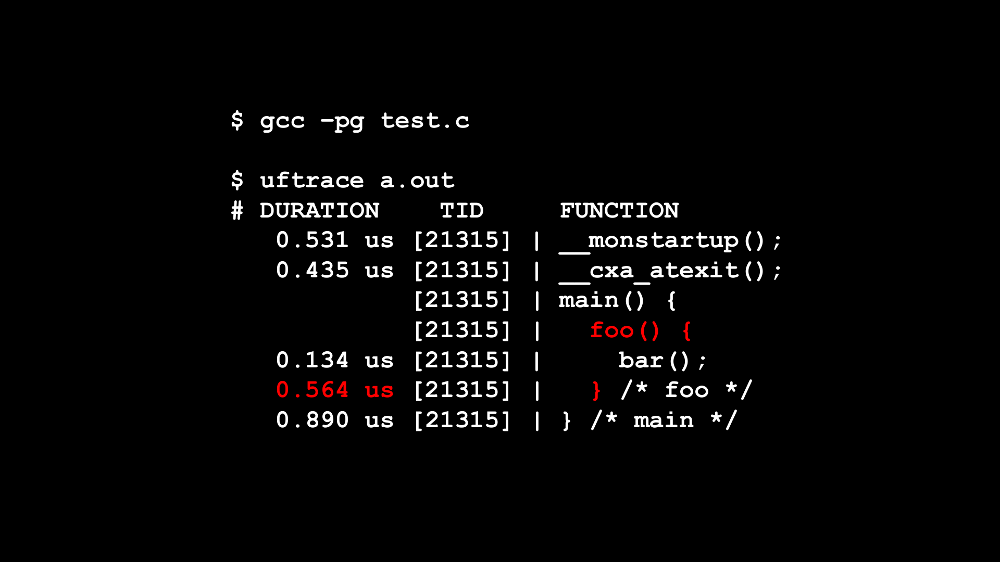 $ gcc -pg test.c
$ uftrace a.out
# DURATION    TID     FUNCTION
   0.531 us [21315] | __monstartup();
   0.435 us [21315] | __cxa_atexit();
            [21315] | main() {
            [21315] |   foo() {
   0.134 us [21315] |     bar();
   0.564 us [21315] |   } /* foo */
   0.890 us [21315] | } /* main */